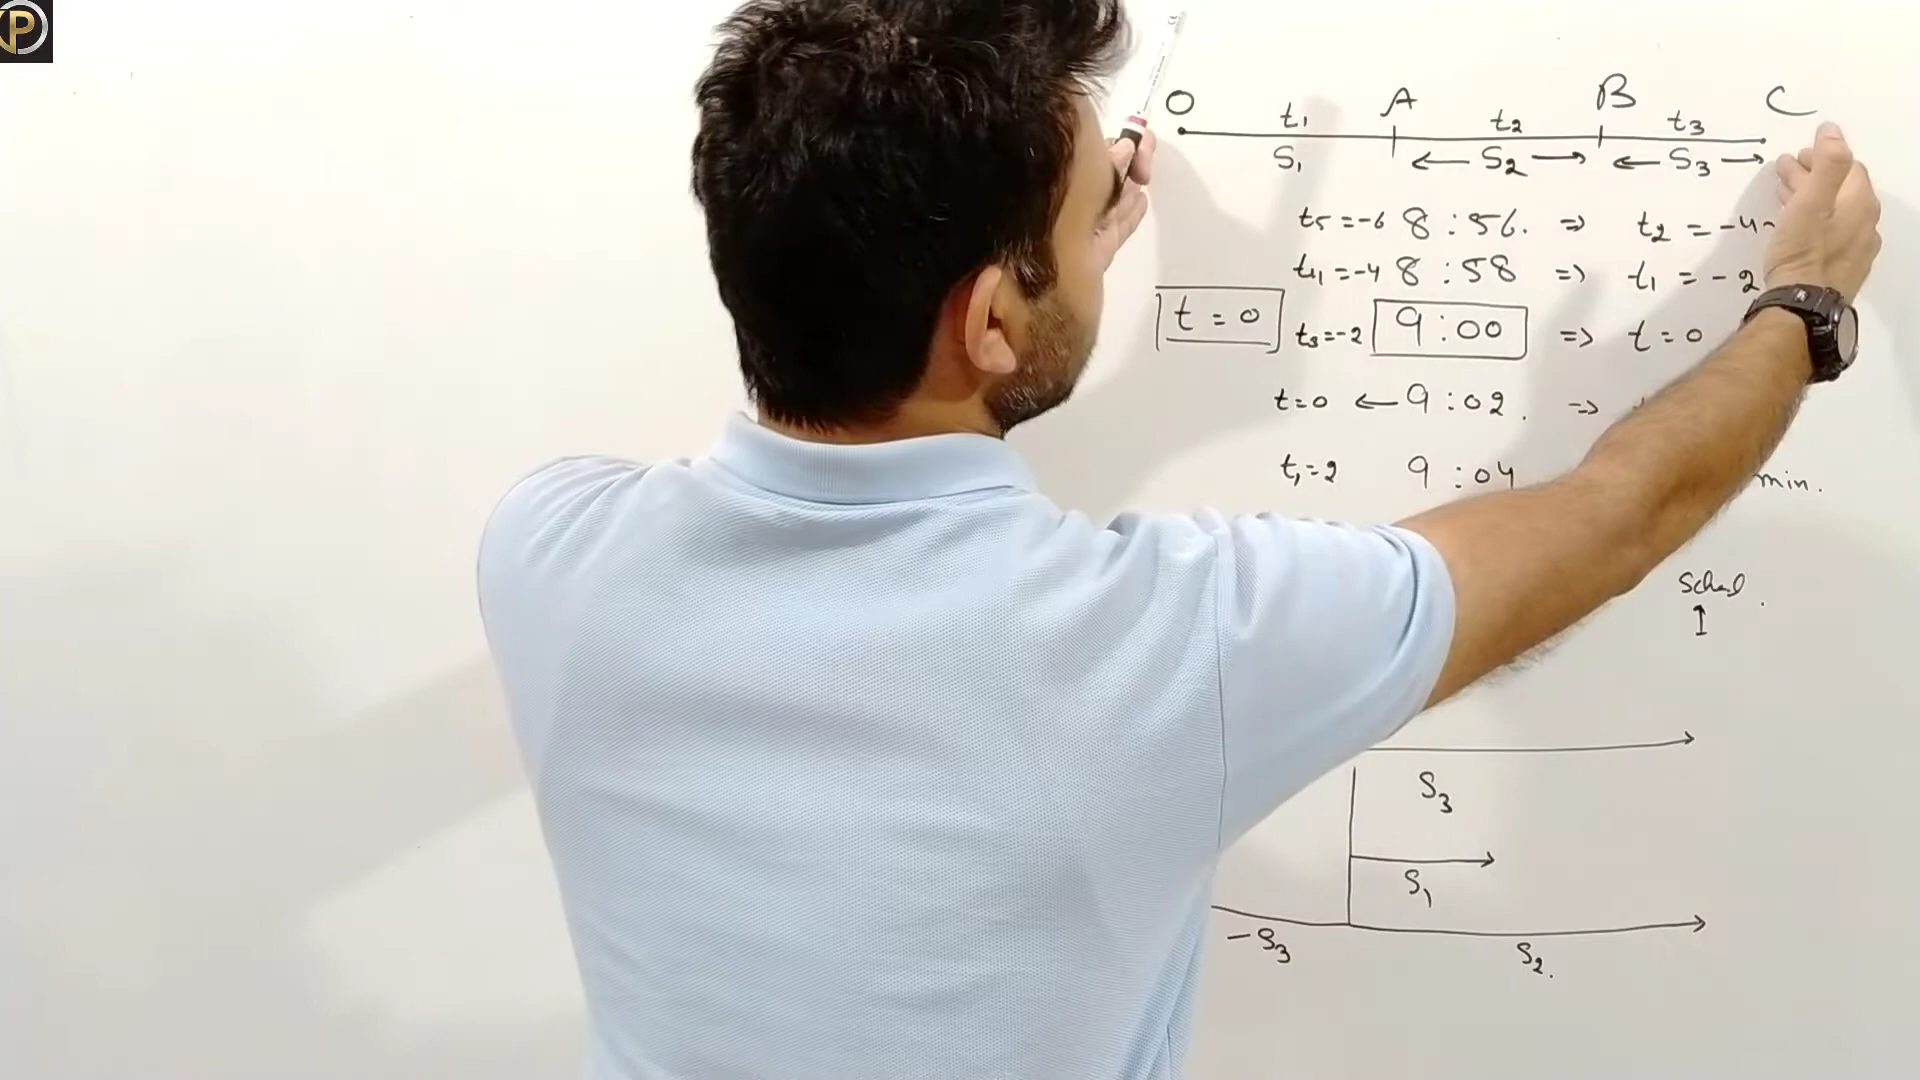 P
O A B C
t₁ t₂ t₃
S₁ ← S₂ → ← S₃ →
t₅ = -6 8 : 56. ⇒ t₂ = -4
t₄ = -4 8 : 58 ⇒ t₁ = - 2
t = 0 t₃ = -2 9 : 00 ⇒ t = 0
t = 0 ← 9 : 02 . ⇒
t₁ = 2 9 : 04 min.
S₃
S₁
- S₃ S₂.